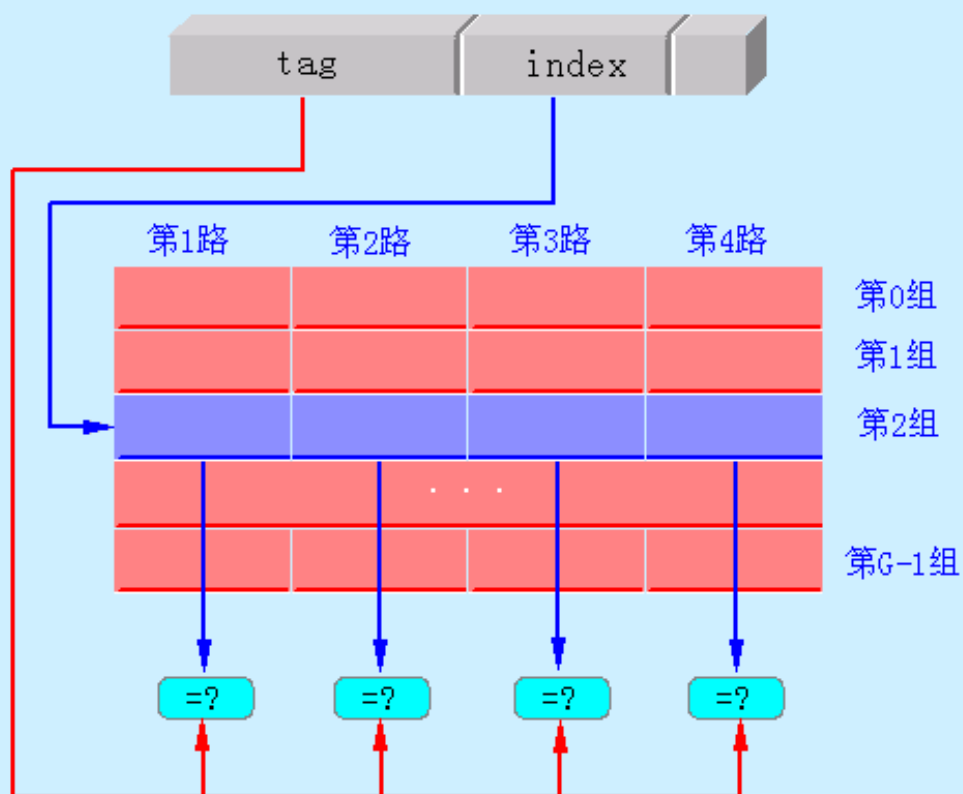 tag index
第1路 第2路 第3路 第4路
第0组
第1组
第2组
. . .
第G-1组
=? =? =? =?